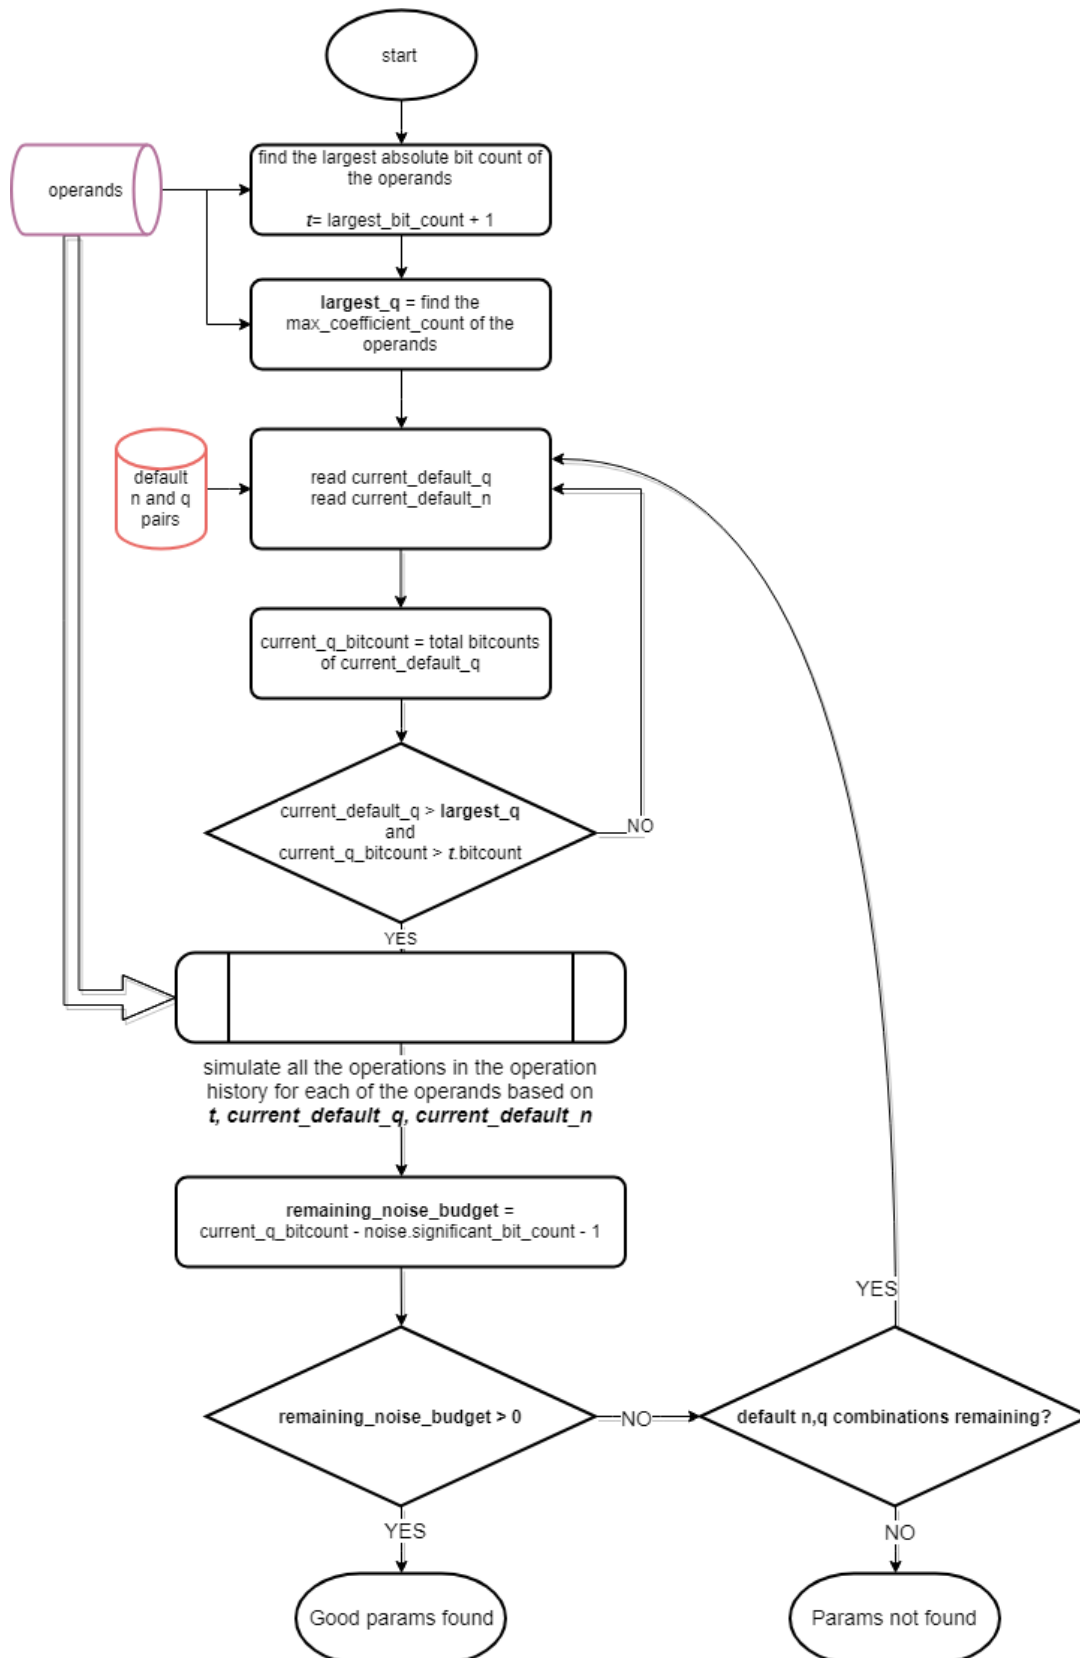 start
operands
find the largest absolute bit count of
the operands
t= largest_bit_count + 1
largest_q = find the
max_coefficient_count of the
operands
default
n and q
pairs
read current_default_q
read current_default_n
current_q_bitcount = total bitcounts
of current_default_q
current_default_q > largest_q
and
current_q_bitcount > t.bitcount
NO
YES
simulate all the operations in the operation
history for each of the operands based on
t, current_default_q, current_default_n
remaining_noise_budget =
current_q_bitcount - noise.significant_bit_count - 1
YES
remaining_noise_budget > 0
NO
default n,q combinations remaining?
YES
NO
Good params found
Params not found